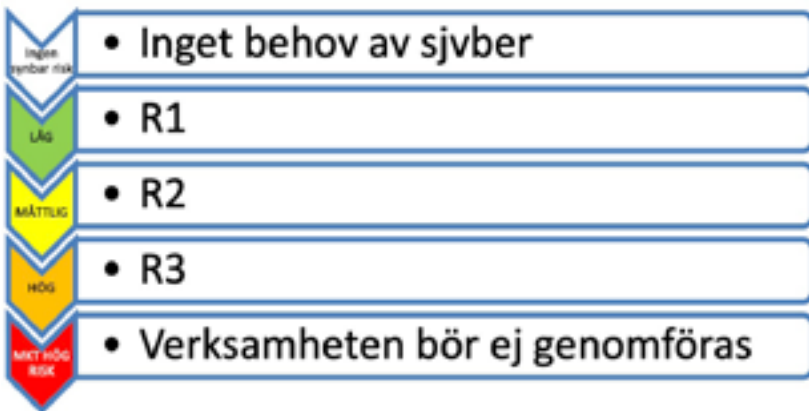 Ingen
synbar risk
• Inget behov av sjvber
LÅG
• R1
MÅTTLIG
• R2
HÖG
• R3
MKT HÖG
RISK
• Verksamheten bör ej genomföras